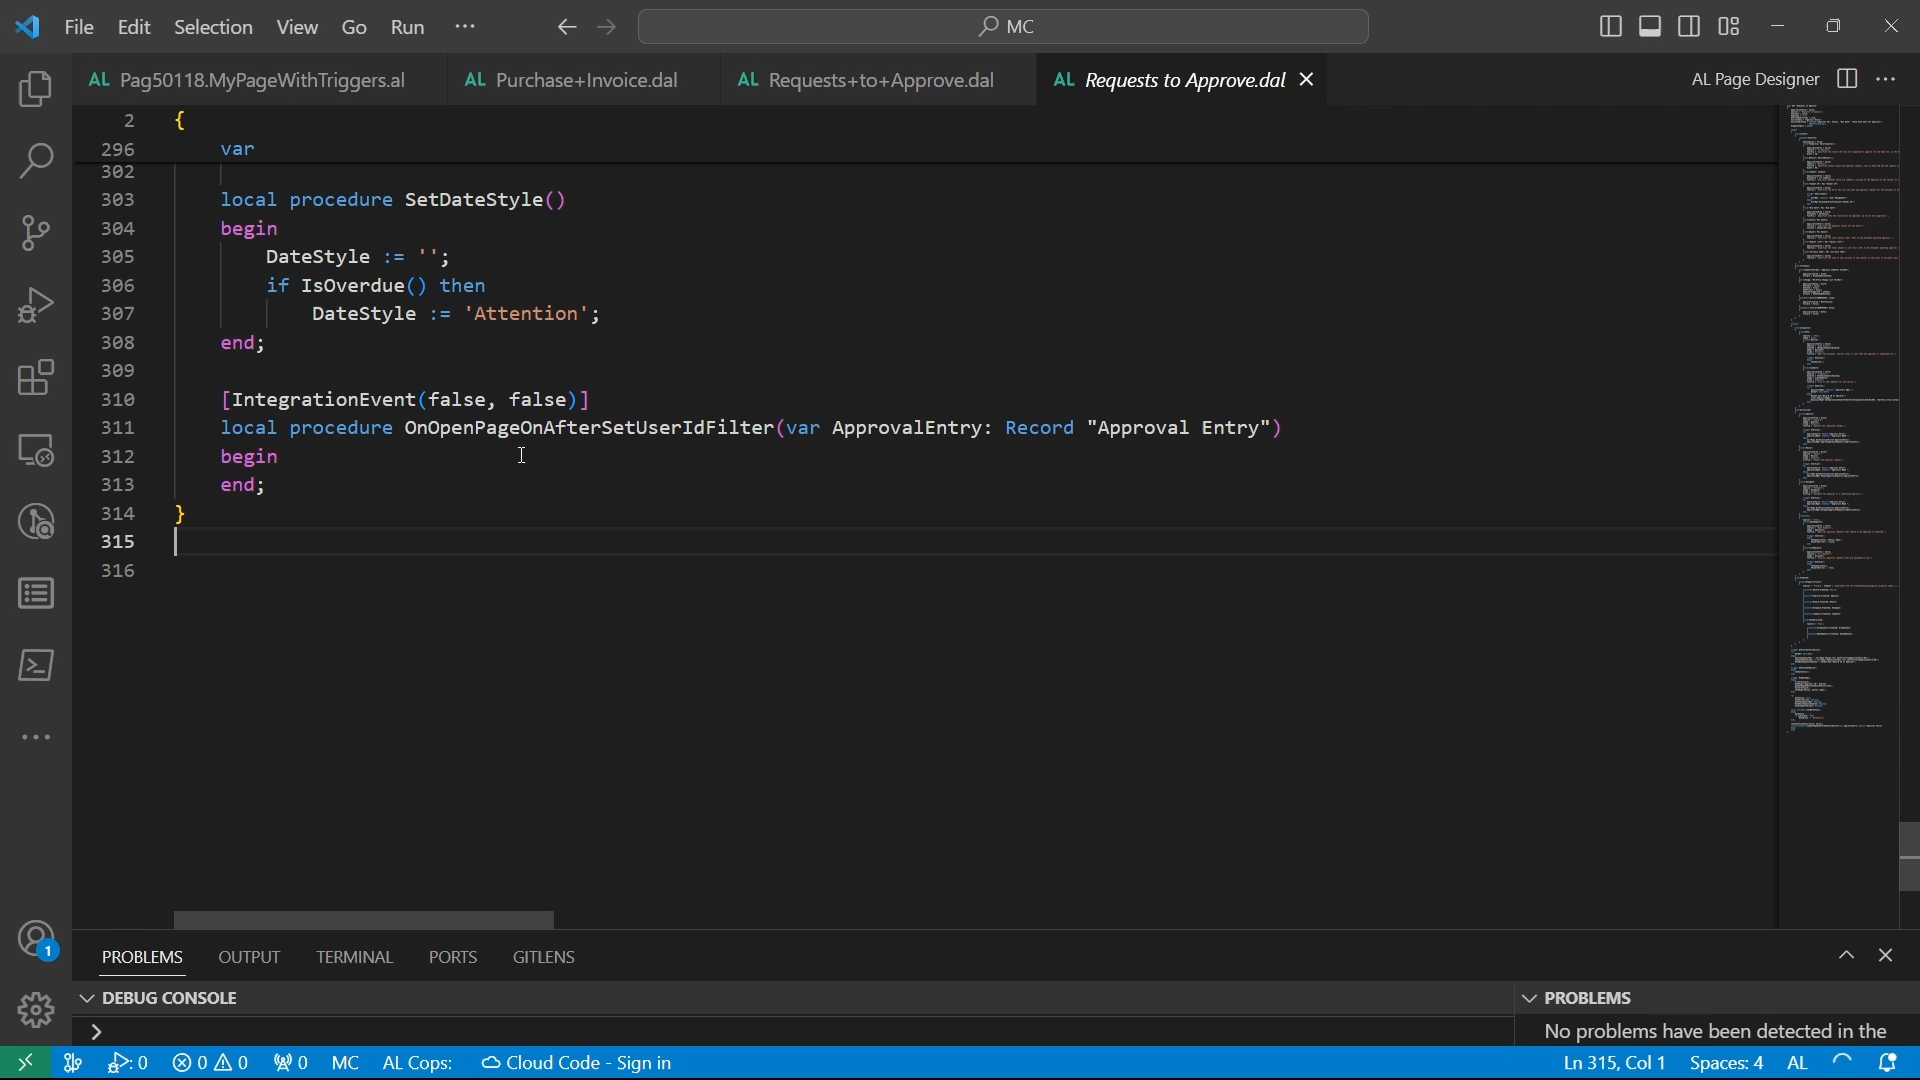 File Edit Selection View Go Run ··· MC
AL Pag50118.MyPageWithTriggers.al AL Purchase+Invoice.dal AL Requests+to+Approve.dal AL Requests to Approve.dal AL Page Designer ···
2 {
296 var
302
303 local procedure SetDateStyle()
304 begin
305 DateStyle := '';
306 if IsOverdue() then
307 DateStyle := 'Attention';
308 end;
309
310 [IntegrationEvent(false, false)]
311 local procedure OnOpenPageOnAfterSetUserIdFilter(var ApprovalEntry: Record "Approval Entry")
312 begin
313 end;
314 }
315
316
PROBLEMS OUTPUT TERMINAL PORTS GITLENS
DEBUG CONSOLE PROBLEMS
1
No problems have been detected in the
0 0 0 0 MC AL Cops: Cloud Code - Sign in Ln 315, Col 1 Spaces: 4 AL